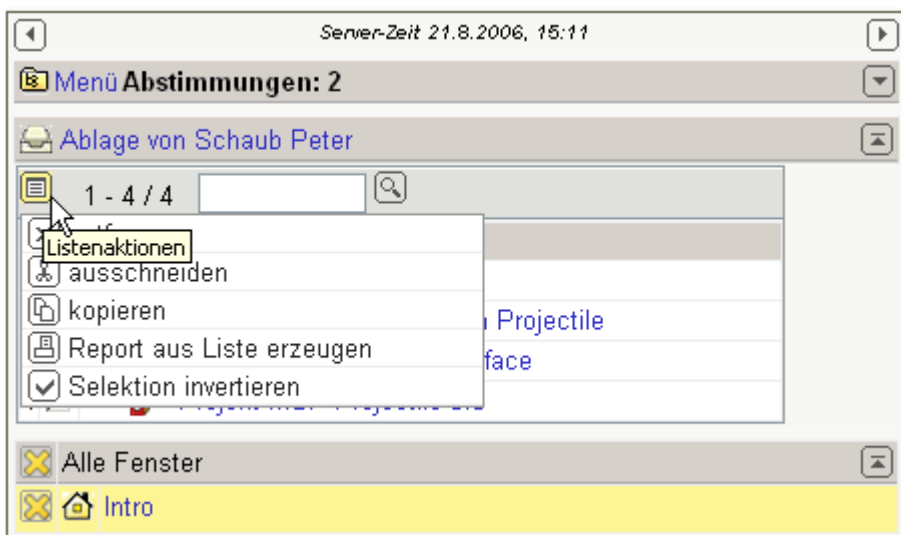 Server-Zeit 21.8.2006, 15:11
Menü Abstimmungen: 2
Ablage von Schaub Peter
1 - 4 / 4
Listenaktionen
ausschneiden
kopieren
Projectile
Report aus Liste erzeugen
face
Selektion invertieren
Alle Fenster
Intro